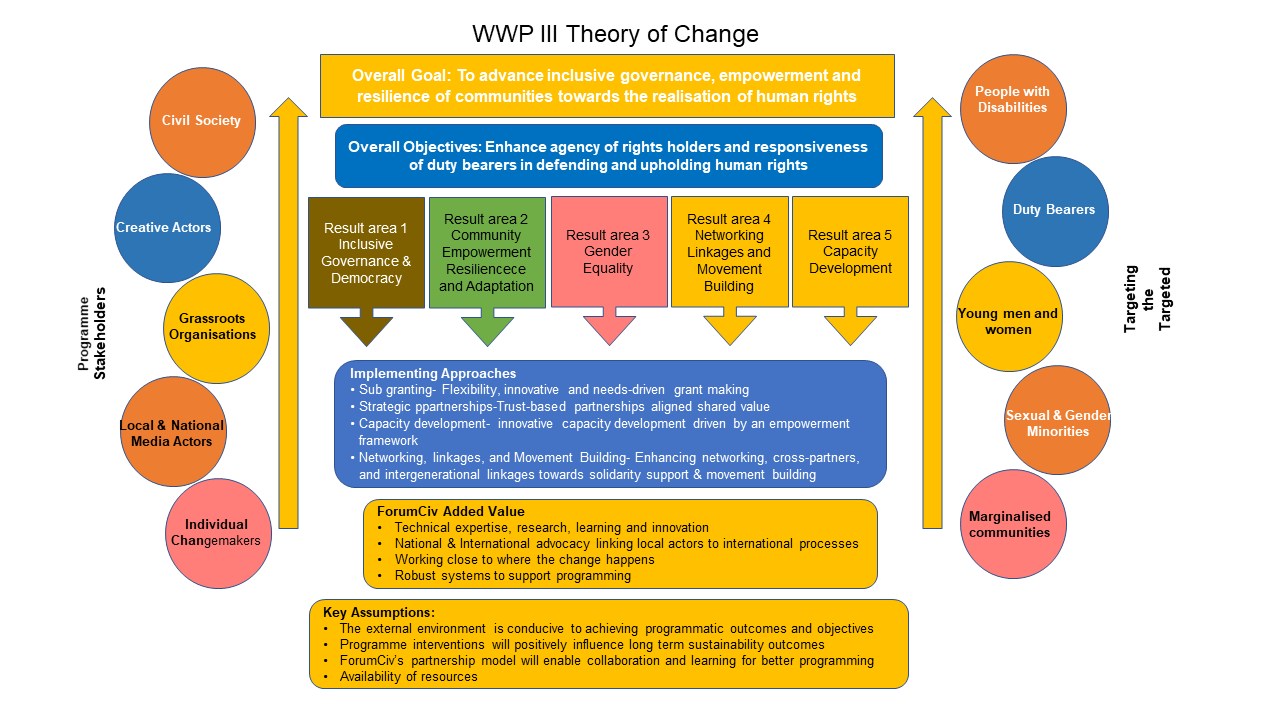 WWP III Theory of Change
Overall Goal: To advance inclusive governance, empowerment and
resilience of communities towards the realisation of human rights
Overall Objectives: Enhance agency of rights holders and responsiveness
of duty bearers in defending and upholding human rights
Programme
Stakeholders
Civil Society
Creative Actors
Grassroots
Organisations
Local & National
Media Actors
Individual
Changemakers
Result area 1
Inclusive
Governance &
Democracy
Result area 2
Community
Empowerment
Resiliencece
and Adaptation
Result area 3
Gender
Equality
Result area 4
Networking
Linkages and
Movement
Building
Result area 5
Capacity
Development
Implementing Approaches
• Sub granting- Flexibility, innovative and needs-driven grant making
• Strategic ppartnerships-Trust-based partnerships aligned shared value
• Capacity development- innovative capacity development driven by an empowerment
framework
• Networking, linkages, and Movement Building- Enhancing networking, cross-partners,
and intergenerational linkages towards solidarity support & movement building
ForumCiv Added Value
• Technical expertise, research, learning and innovation
• National & International advocacy linking local actors to international processes
• Working close to where the change happens
• Robust systems to support programming
Key Assumptions:
• The external environment is conducive to achieving programmatic outcomes and objectives
• Programme interventions will positively influence long term sustainability outcomes
• ForumCiv's partnership model will enable collaboration and learning for better programming
• Availability of resources
People with
Disabilities
Duty Bearers
Young men and
women
Sexual & Gender
Minorities
Marginalised
communities
Targeting
the
Targeted